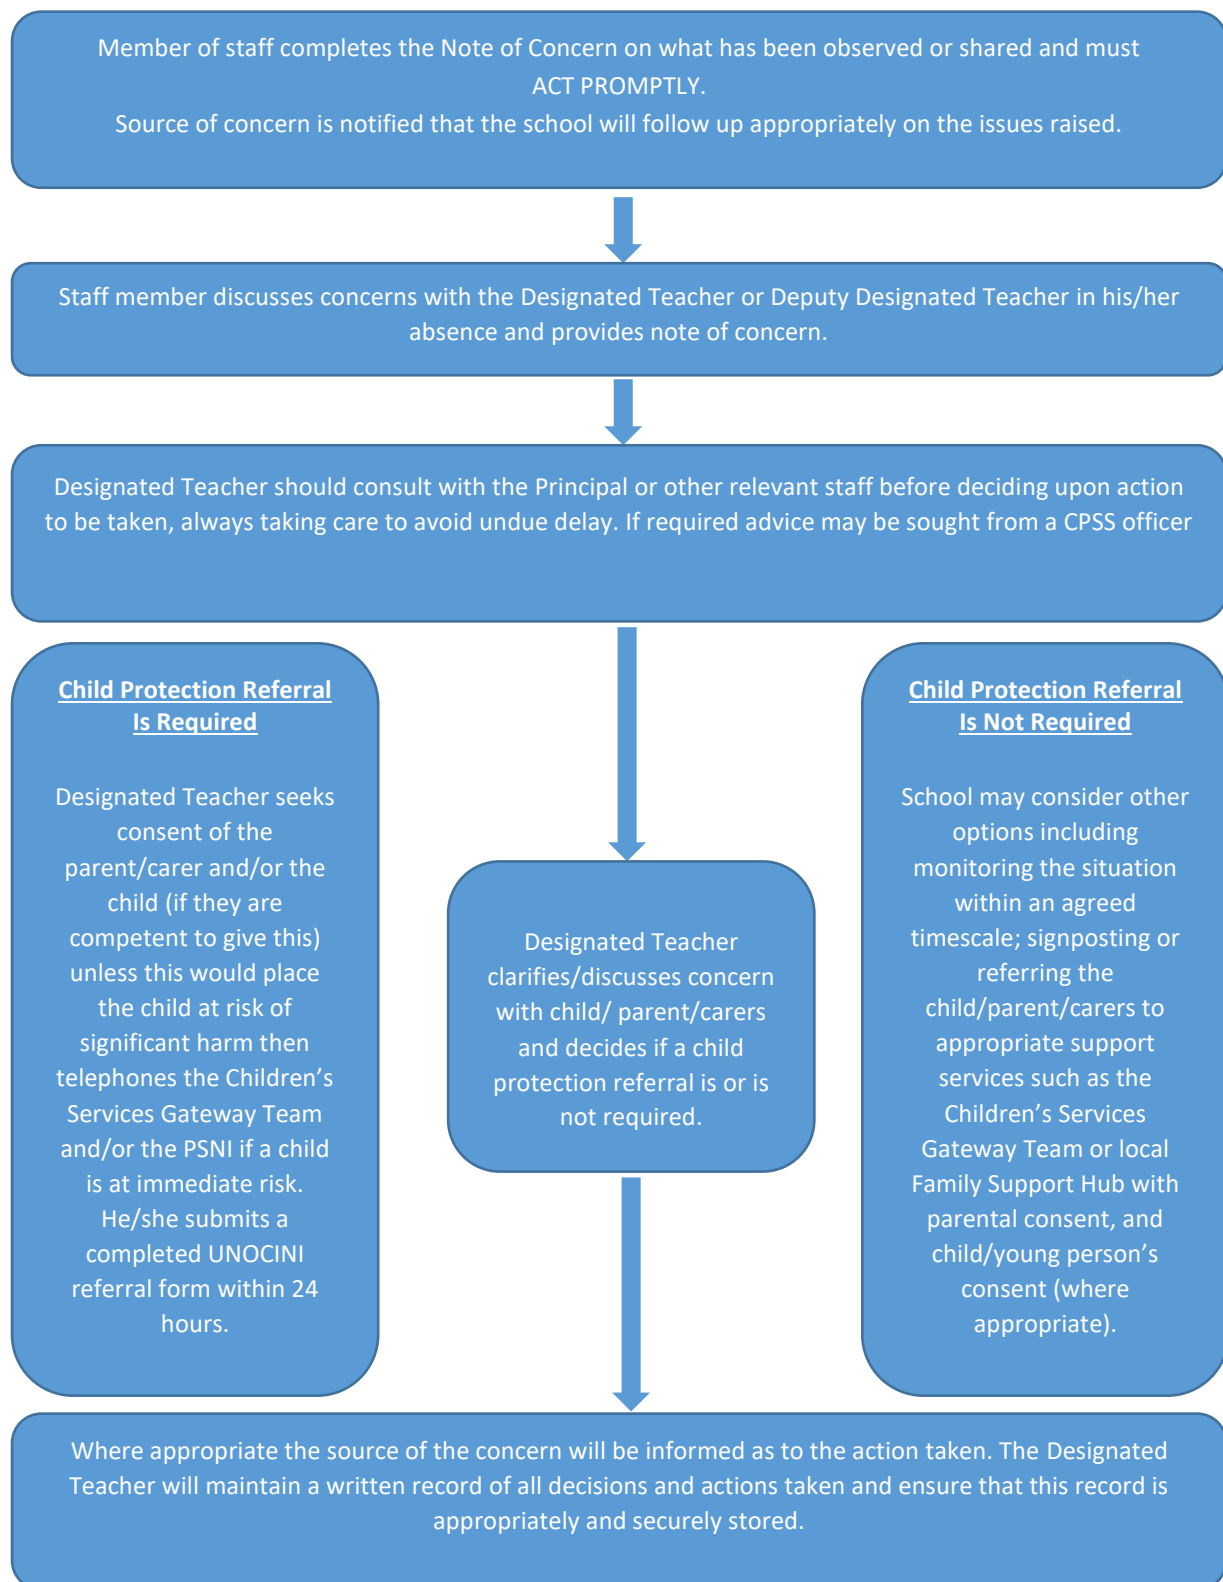 Member of staff completes the Note of Concern on what has been observed or shared and must
ACT PROMPTLY.
Source of concern is notified that the school will follow up appropriately on the issues raised.
Staff member discusses concerns with the Designated Teacher or Deputy Designated Teacher in his/her
absence and provides note of concern.
Designated Teacher should consult with the Principal or other relevant staff before deciding upon action
to be taken, always taking care to avoid undue delay. If required advice may be sought from a CPSS officer
Child Protection Referral
Is Required
Designated Teacher seeks
consent of the
parent/carer and/or the
child (if they are
competent to give this)
unless this would place
the child at risk of
significant harm then
telephones the Children’s
Services Gateway Team
and/or the PSNI if a child
is at immediate risk.
He/she submits a
completed UNOCINI
referral form within 24
hours.
Designated Teacher
clarifies/discusses concern
with child/ parent/carers
and decides if a child
protection referral is or is
not required.
Child Protection Referral
Is Not Required
School may consider other
options including
monitoring the situation
within an agreed
timescale; signposting or
referring the
child/parent/carers to
appropriate support
services such as the
Children’s Services
Gateway Team or local
Family Support Hub with
parental consent, and
child/young person’s
consent (where
appropriate).
Where appropriate the source of the concern will be informed as to the action taken. The Designated
Teacher will maintain a written record of all decisions and actions taken and ensure that this record is
appropriately and securely stored.